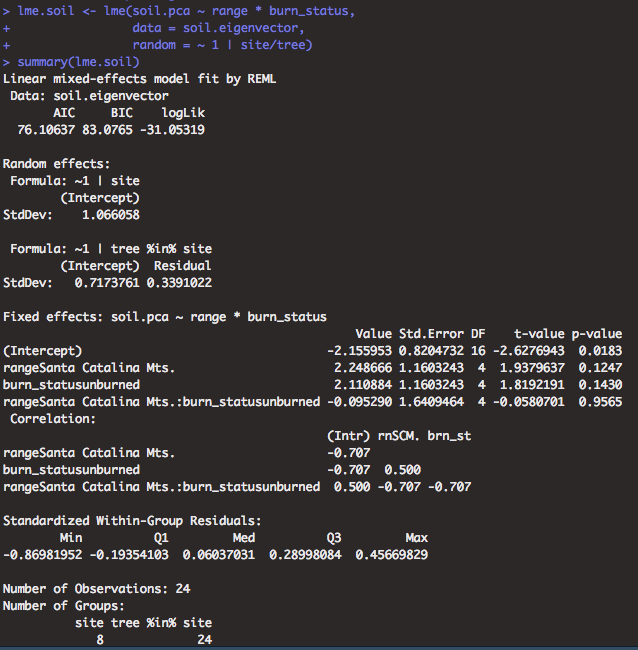 > lme.soil <- lme(soil.pca ~ range * burn_status,
+                 data = soil.eigenvector,
+                 random = ~ 1 | site/tree)
> summary(lme.soil)
Linear mixed-effects model fit by REML
 Data: soil.eigenvector
       AIC     BIC    logLik
  76.10637 83.0765 -31.05319

Random effects:
 Formula: ~1 | site
        (Intercept)
StdDev:    1.066058

 Formula: ~1 | tree %in% site
        (Intercept)  Residual
StdDev:   0.7173761 0.3391022

Fixed effects: soil.pca ~ range * burn_status
                                               Value Std.Error DF    t-value p-value
(Intercept)                                -2.155953 0.8204732 16 -2.6276943  0.0183
rangeSanta Catalina Mts.                    2.248666 1.1603243  4  1.9379637  0.1247
burn_statusunburned                         2.110884 1.1603243  4  1.8192191  0.1430
rangeSanta Catalina Mts.:burn_statusunburned -0.095290 1.6409464  4 -0.0580701  0.9565
 Correlation:
                                           (Intr) rnSCM. brn_st
rangeSanta Catalina Mts.                   -0.707
burn_statusunburned                        -0.707  0.500
rangeSanta Catalina Mts.:burn_statusunburned  0.500 -0.707 -0.707

Standardized Within-Group Residuals:
        Min          Q1         Med          Q3         Max
-0.86981952 -0.19354103  0.06037031  0.28998084  0.45669829

Number of Observations: 24
Number of Groups:
          site tree %in% site
             8             24